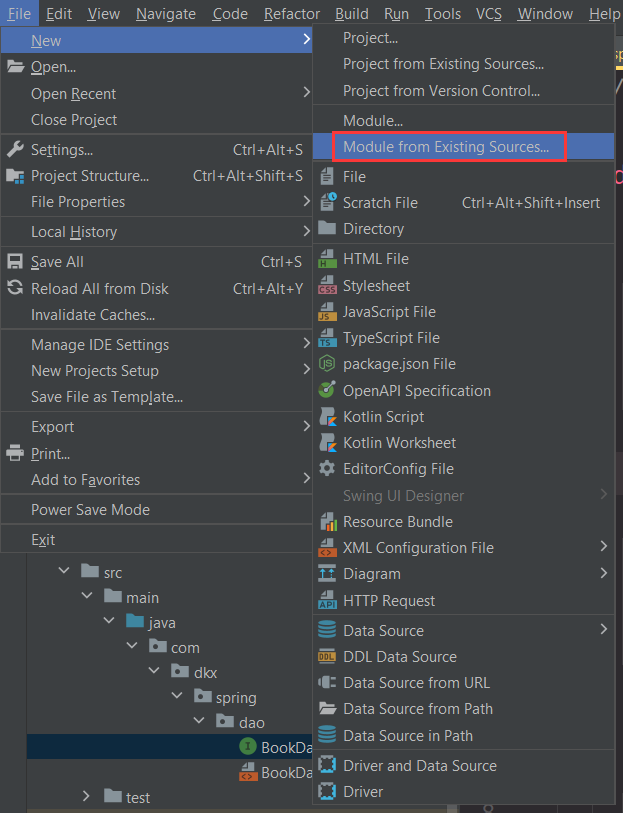 File Edit View Navigate Code Refactor Build Run Tools VCS Window Help
New
Open...
Open Recent
Close Project
Settings... Ctrl+Alt+S
Project Structure... Ctrl+Alt+Shift+S
File Properties
Local History
Save All Ctrl+S
Reload All from Disk Ctrl+Alt+Y
Invalidate Caches...
Manage IDE Settings
New Projects Setup
Save File as Template...
Export
Print...
Add to Favorites
Power Save Mode
Exit
Project...
Project from Existing Sources...
Project from Version Control...
Module...
Module from Existing Sources...
File
Scratch File Ctrl+Alt+Shift+Insert
Directory
HTML File
Stylesheet
JavaScript File
TypeScript File
package.json File
OpenAPI Specification
Kotlin Script
Kotlin Worksheet
EditorConfig File
Swing UI Designer
Resource Bundle
XML Configuration File
Diagram
HTTP Request
Data Source
DDL Data Source
Data Source from URL
Data Source from Path
Data Source in Path
Driver and Data Source
Driver
src
main
java
com
dkx
spring
dao
BookDa
BookDa
test